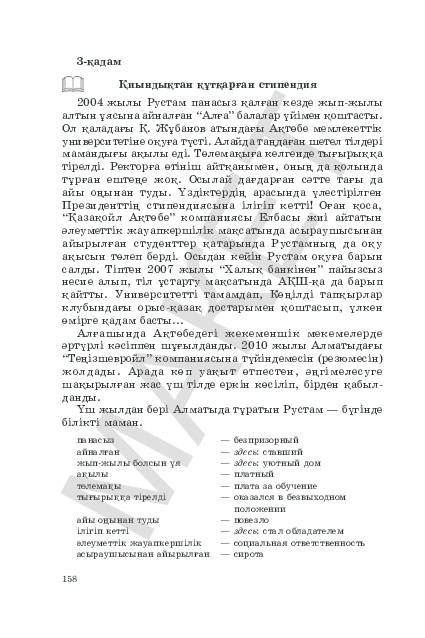 3-қадам
Қиындықтан құтқарған стипендия
2004 жылы Рустам панасыз қалған кезде жып-жылы
алтын ұясына айналған “Алға” балалар үйімен қоштасты.
Ол қаладағы Қ. Жұбанов атындағы Ақтөбе мемлекеттік
университетіне оқуға түсті. Алайда таңдаған шетел тілдері
мамандығы ақылы еді. Төлемақыға келгенде тығырыққа
тірелді. Ректорға өтініш айтқанымен, оның да қолында
тұрған ештеңе жоқ. Осылай дағдарған сәтте тағы да
айы оңынан туды. Үздіктердің арасында үлестірілген
Президенттің стипендиясына ілігіп кетті! Оған қоса,
“Қазақойл Ақтөбе” компаниясы Елбасы жиі айтатын
әлеуметтік жауапкершілік мақсатында асыраушысынан
айырылған студенттер қатарында Рустамның да оқу
ақысын төлеп берді. Осыдан кейін Рустам оқуға барын
салды. Тіптен 2007 жылы “Халық банкінен” пайызсыз
несие алып, тіл ұстарту мақсатында АҚШ-қа да барып
қайтты. Университетті тамамдап, Көңілді тапқырлар
клубындағы орыс-қазақ достарымен қоштасып, үлкен
өмірге қадам басты...
Алғашында Ақтөбедегі жекеменшік мекемелерде
әртүрлі кәсіппен шұғылданды. 2010 жылы Алматыдағы
“Теңізшевройл” компаниясына түйіндемесін (резюмесін)
жолдады. Арада көп уақыт өтпестен, әңгімелесуге
шақырылған жас үш тілде еркін көсіліп, бірден қабыл-
данды.
Үш жылдан бері Алматыда тұратын Рустам — бүгінде
білікті маман.
панасыз — безпризорный
айналған — здесь: ставший
жып-жылы болсын ұя — здесь: уютный дом
ақылы — платный
төлемақы — плата за обучение
тығырыққа тірелді — оказался в безвыходном
положении
айы оңынан туды — повезло
ілігіп кетті — здесь: стал обладателем
әлеуметтік жауапкершілік — социальная ответственность
асыраушысынан айырылған — сирота
158
МАКЕТ